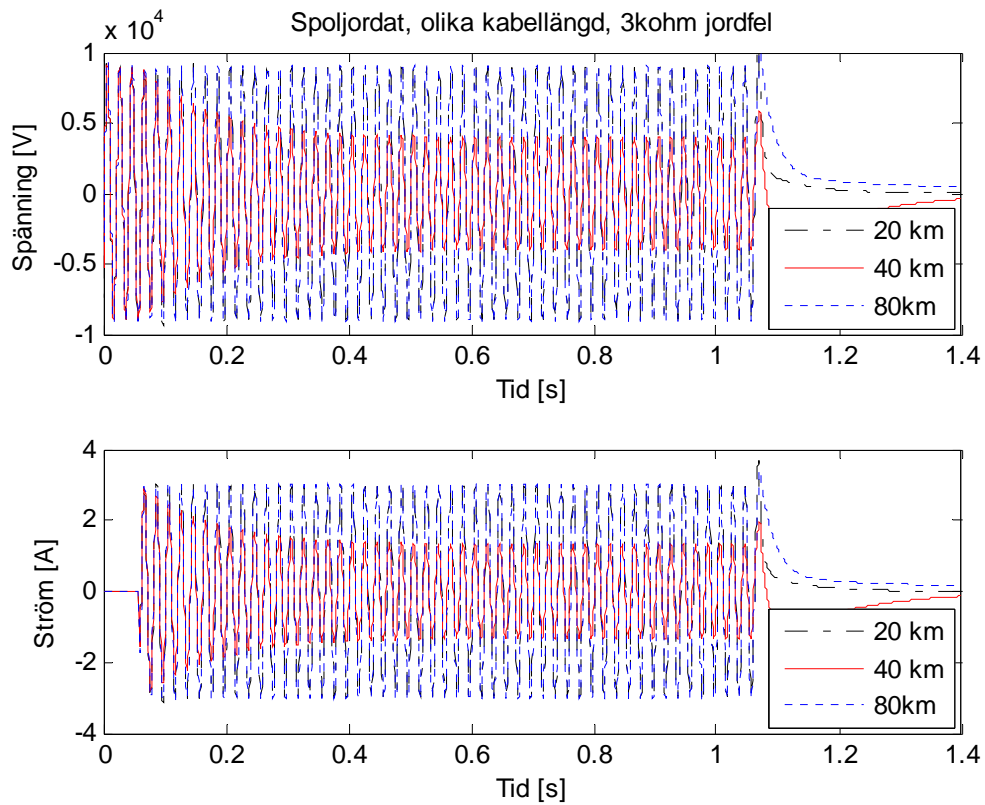 Spoljordat, olika kabellängd, 3kohm jordfel
x 10^4
Spänning [V]
1
0.5
0
-0.5
-1
0 0.2 0.4 0.6 0.8 1 1.2 1.4
Tid [s]
20 km
40 km
80km
Ström [A]
4
2
0
-2
-4
0 0.2 0.4 0.6 0.8 1 1.2 1.4
Tid [s]
20 km
40 km
80km